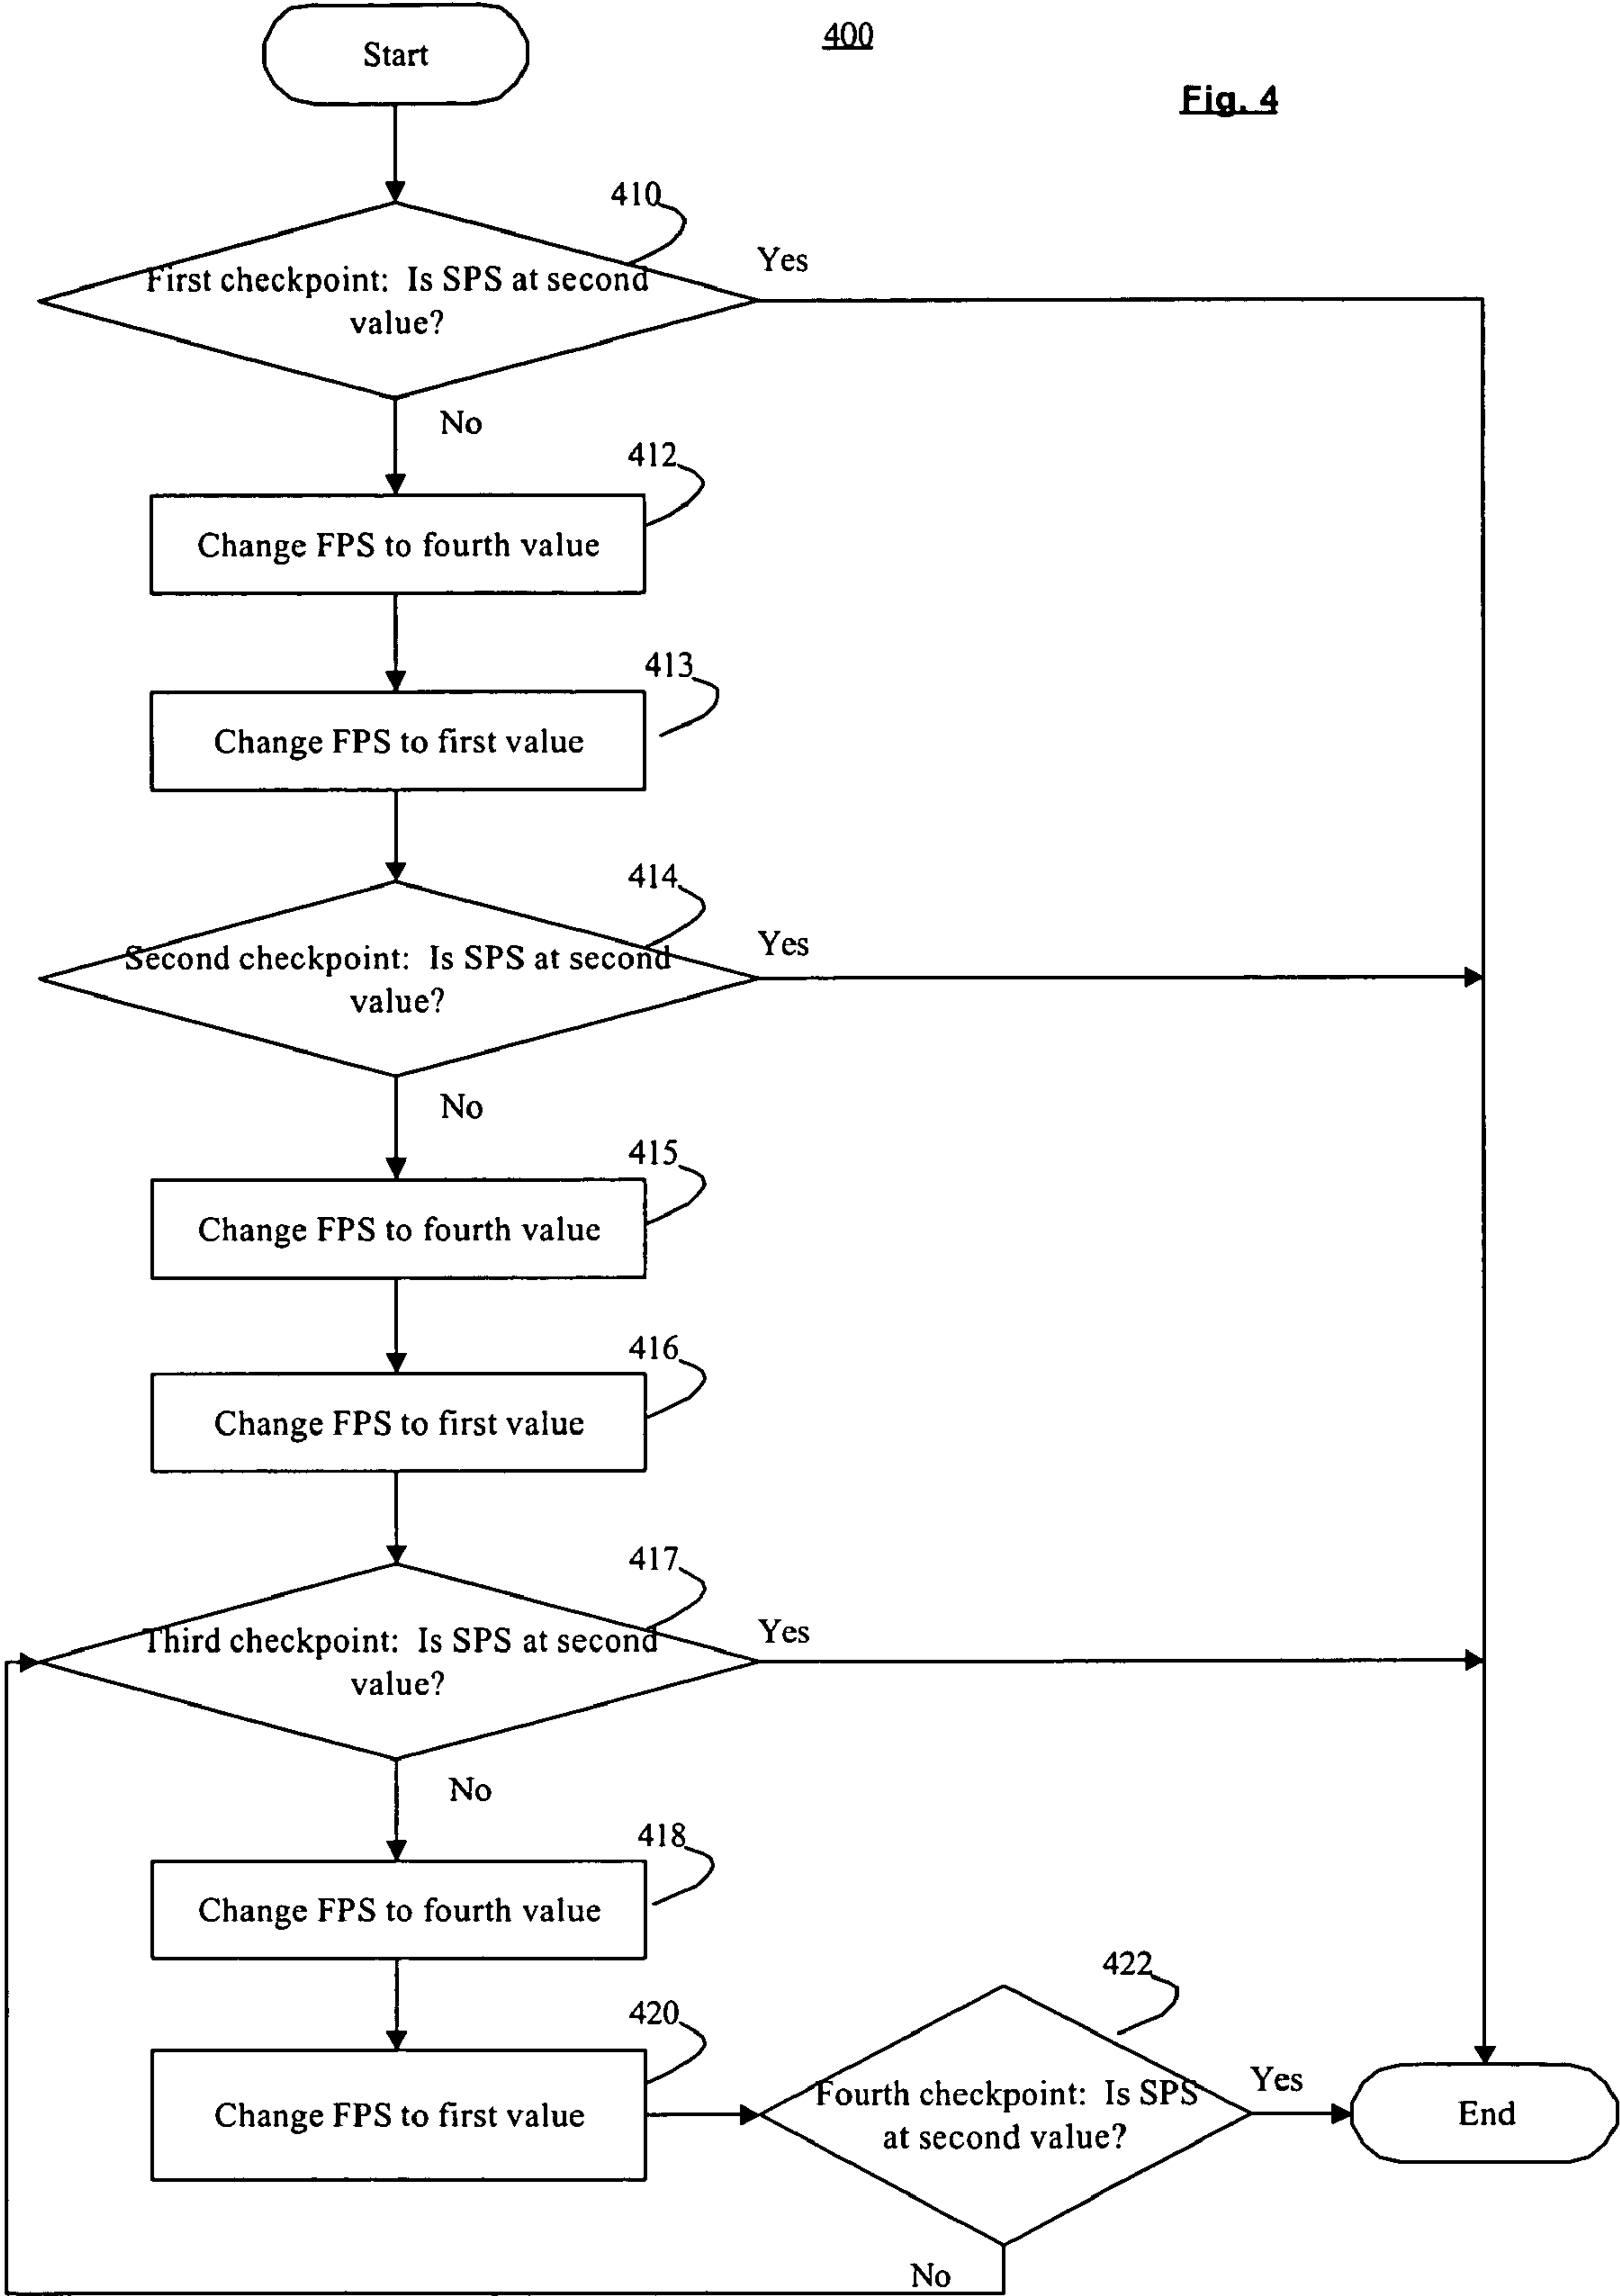 Start
400
Fig. 4
410
First checkpoint: Is SPS at second
value?
Yes
No
412
Change FPS to fourth value
413
Change FPS to first value
414
Second checkpoint: Is SPS at second
value?
Yes
No
415
Change FPS to fourth value
416
Change FPS to first value
417
Third checkpoint: Is SPS at second
value?
Yes
No
418
Change FPS to fourth value
420
Change FPS to first value
422
Fourth checkpoint: Is SPS
at second value?
Yes
End
No